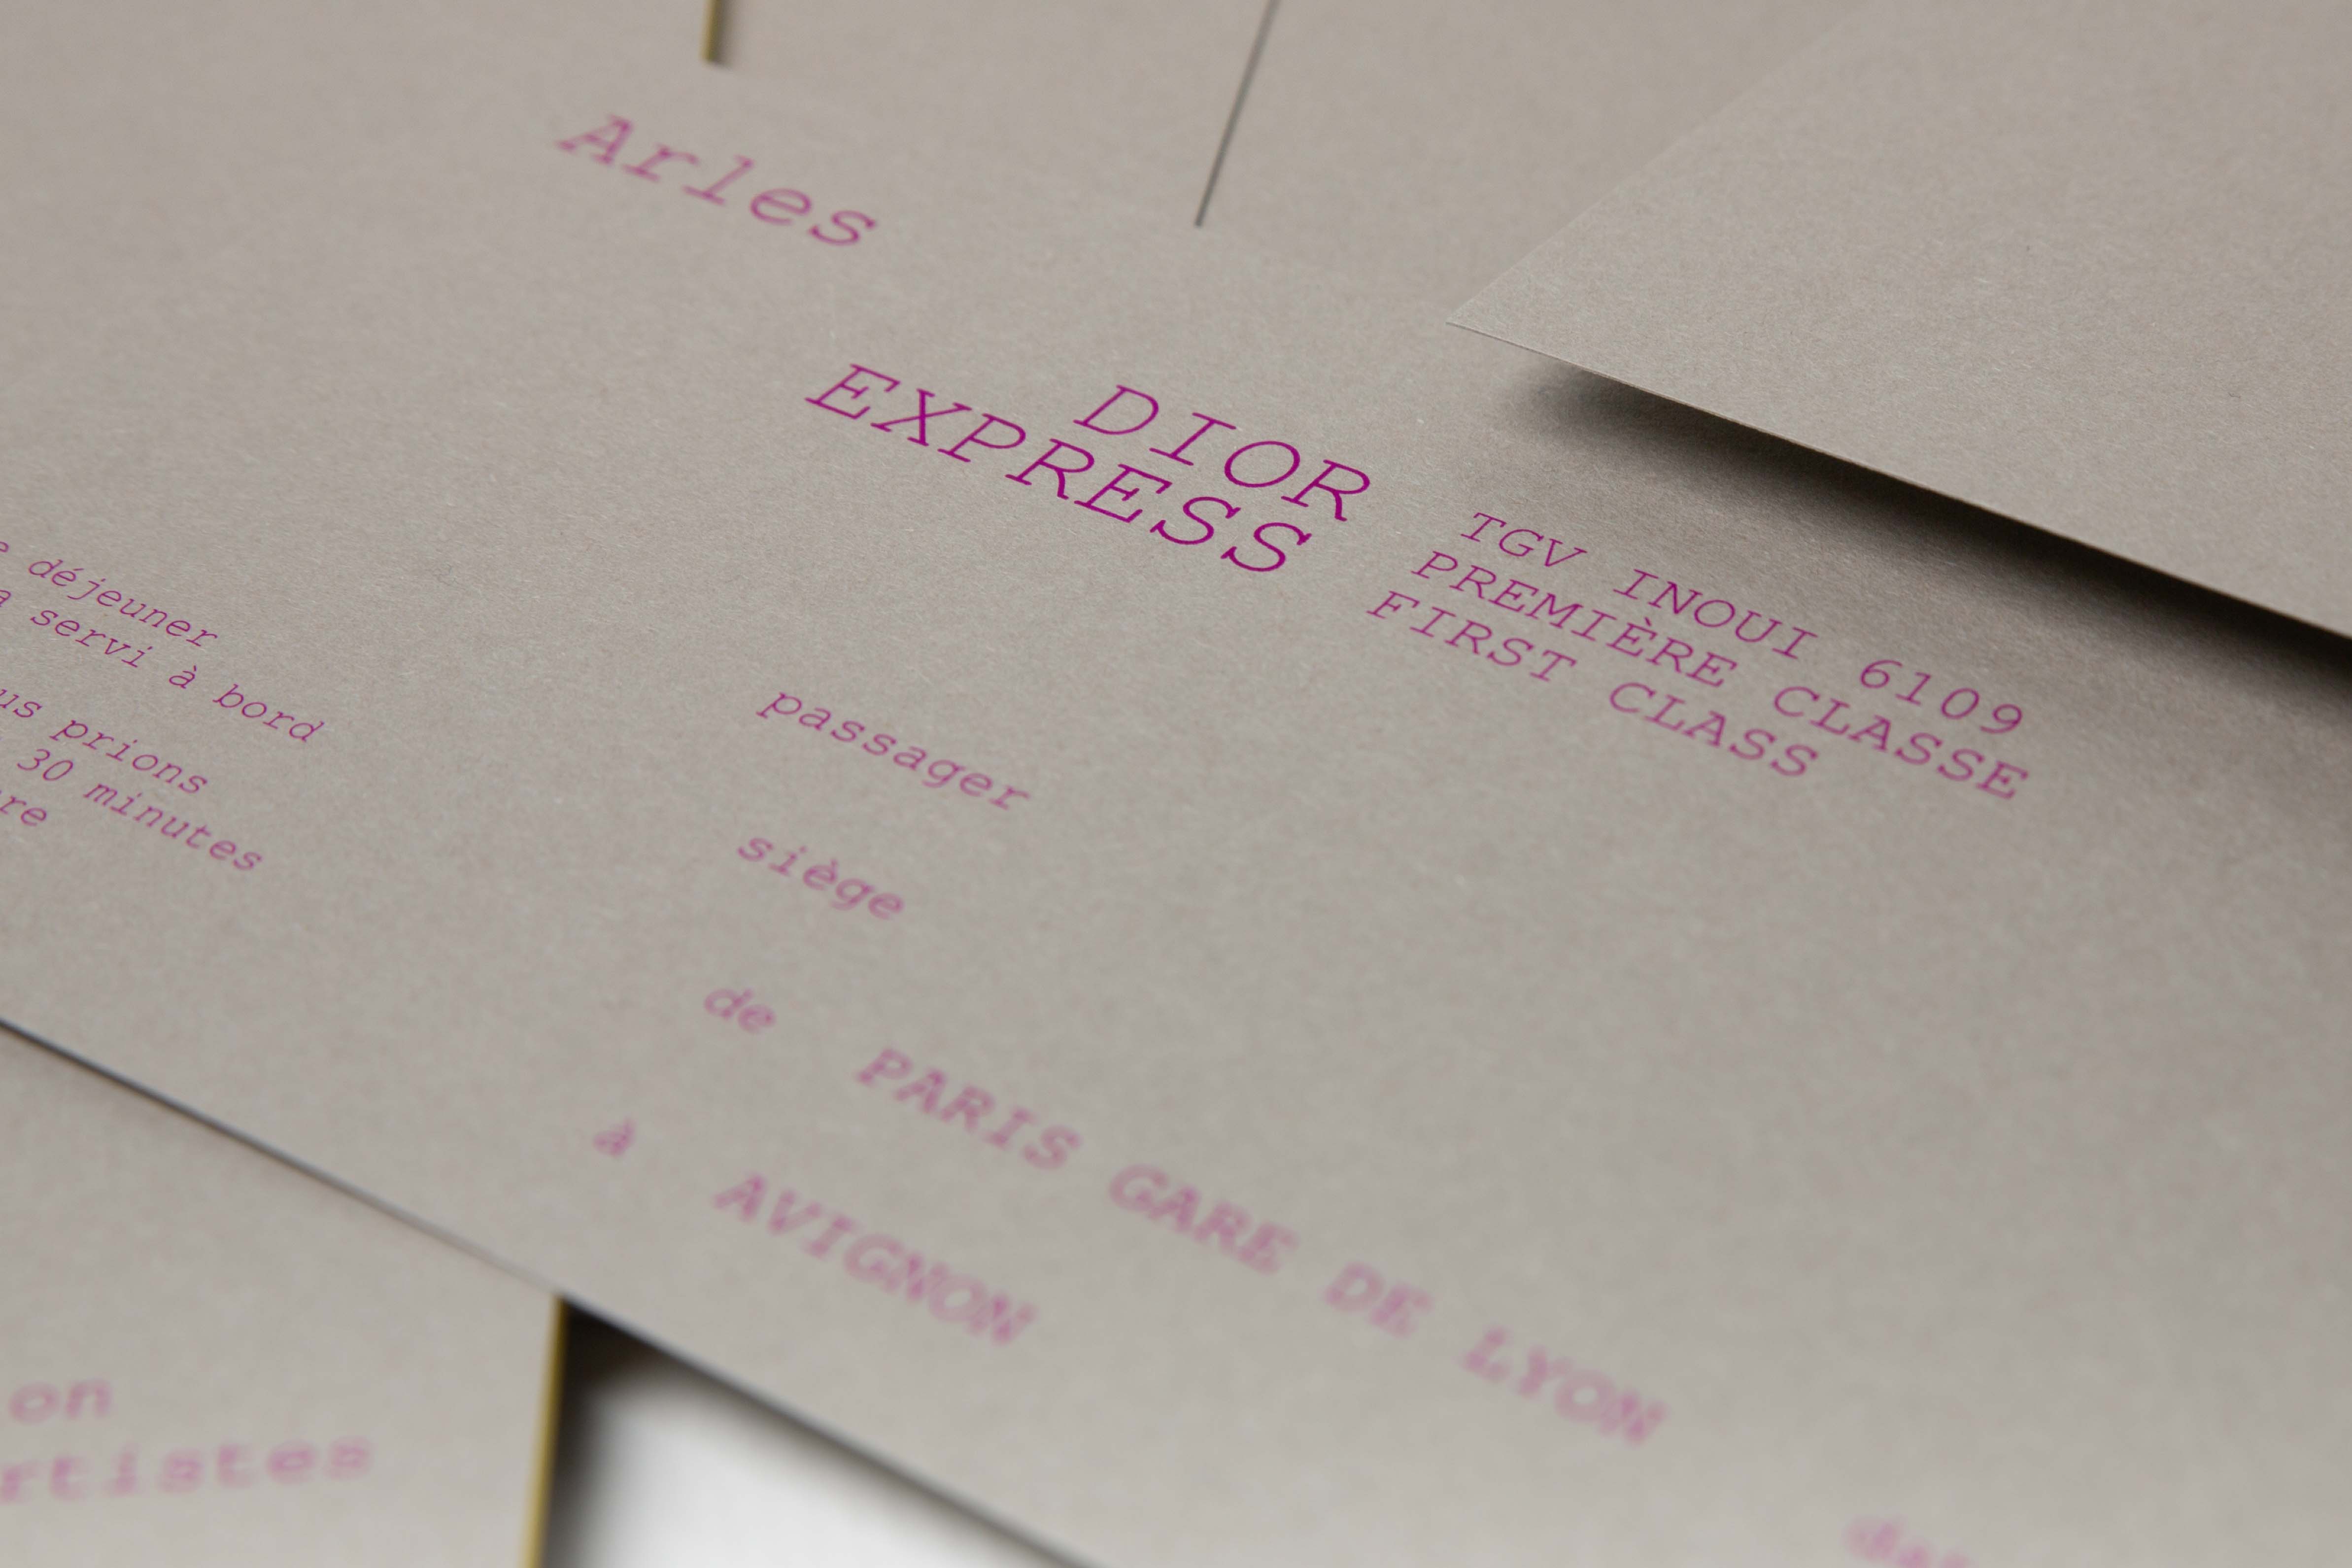 Arles
DIOR
EXPRESS
TGV INOUI 6109
PREMIÈRE CLASSE
FIRST CLASS
déjeuner
servi à bord
prions
30 minutes
passager
siège
de PARIS GARE DE LYON
à AVIGNON
on